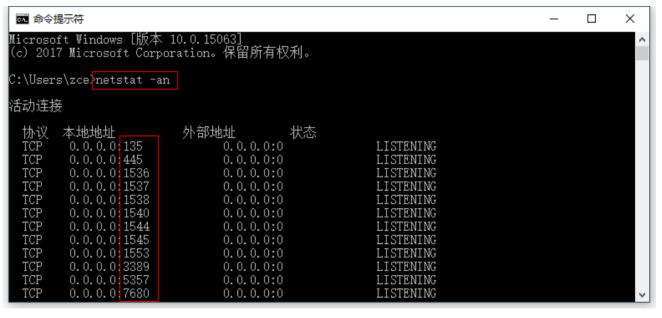 命令提示符
Microsoft Windows [版本 10.0.15063]
(c) 2017 Microsoft Corporation。保留所有权利。
C:\Users\zce>netstat -an
活动连接
协议 本地地址 外部地址 状态
TCP 0.0.0.0:135 0.0.0.0:0 LISTENING
TCP 0.0.0.0:445 0.0.0.0:0 LISTENING
TCP 0.0.0.0:1536 0.0.0.0:0 LISTENING
TCP 0.0.0.0:1537 0.0.0.0:0 LISTENING
TCP 0.0.0.0:1538 0.0.0.0:0 LISTENING
TCP 0.0.0.0:1540 0.0.0.0:0 LISTENING
TCP 0.0.0.0:1544 0.0.0.0:0 LISTENING
TCP 0.0.0.0:1545 0.0.0.0:0 LISTENING
TCP 0.0.0.0:1553 0.0.0.0:0 LISTENING
TCP 0.0.0.0:3389 0.0.0.0:0 LISTENING
TCP 0.0.0.0:5357 0.0.0.0:0 LISTENING
TCP 0.0.0.0:7680 0.0.0.0:0 LISTENING